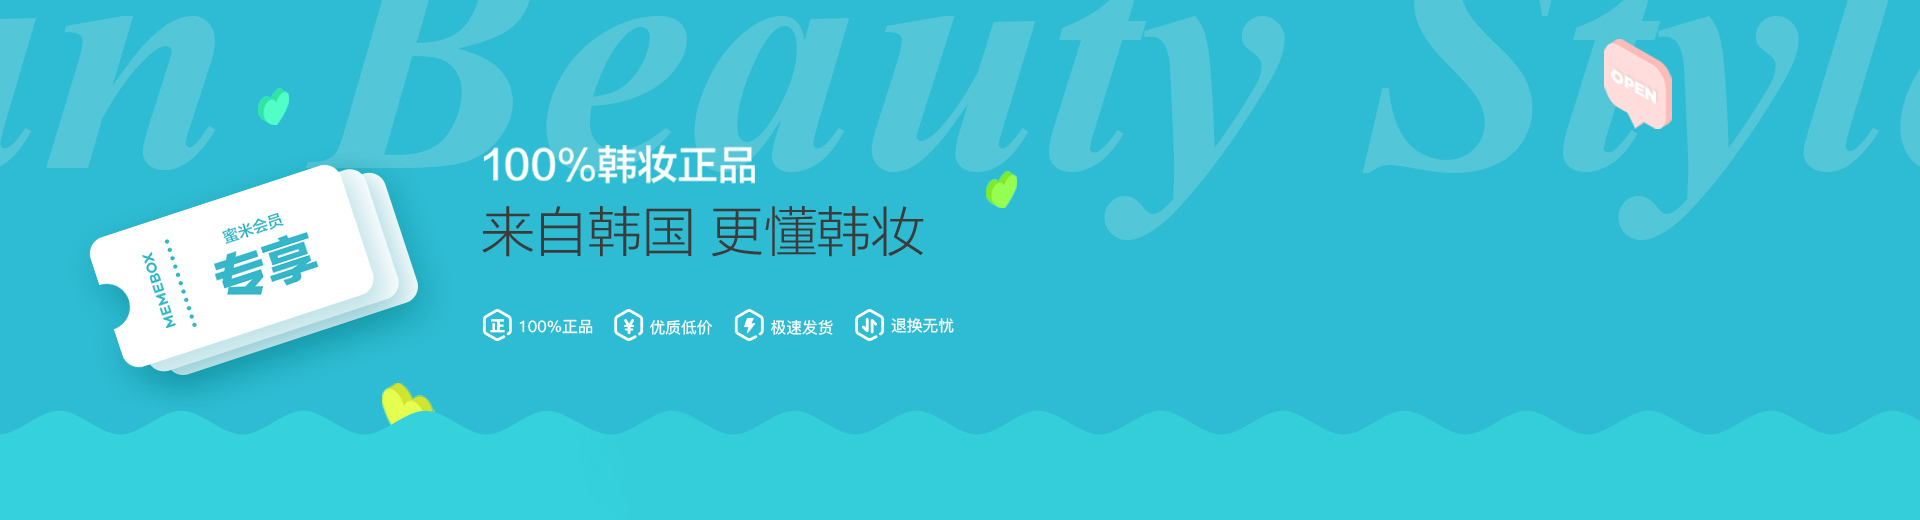 an Beauty Style
OPEN
100%韩妆正品
来自韩国 更懂韩妆
MEMEBOX
蜜米会员
专享
正 100%正品
¥ 优质低价
极速发货
退换无忧